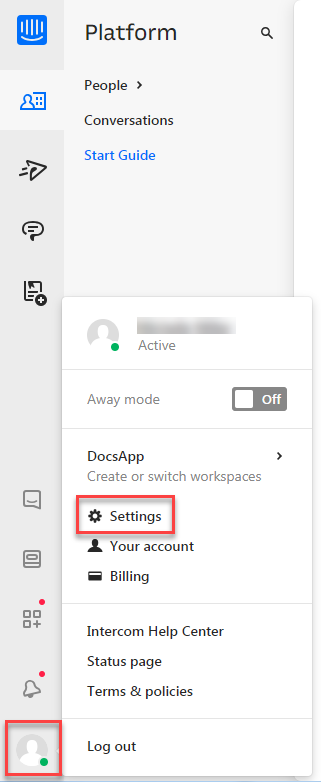 Platform
People
Conversations
Start Guide
Active
Away mode
Off
DocsApp
Create or switch workspaces
Settings
Your account
Billing
Intercom Help Center
Status page
Terms & policies
Log out